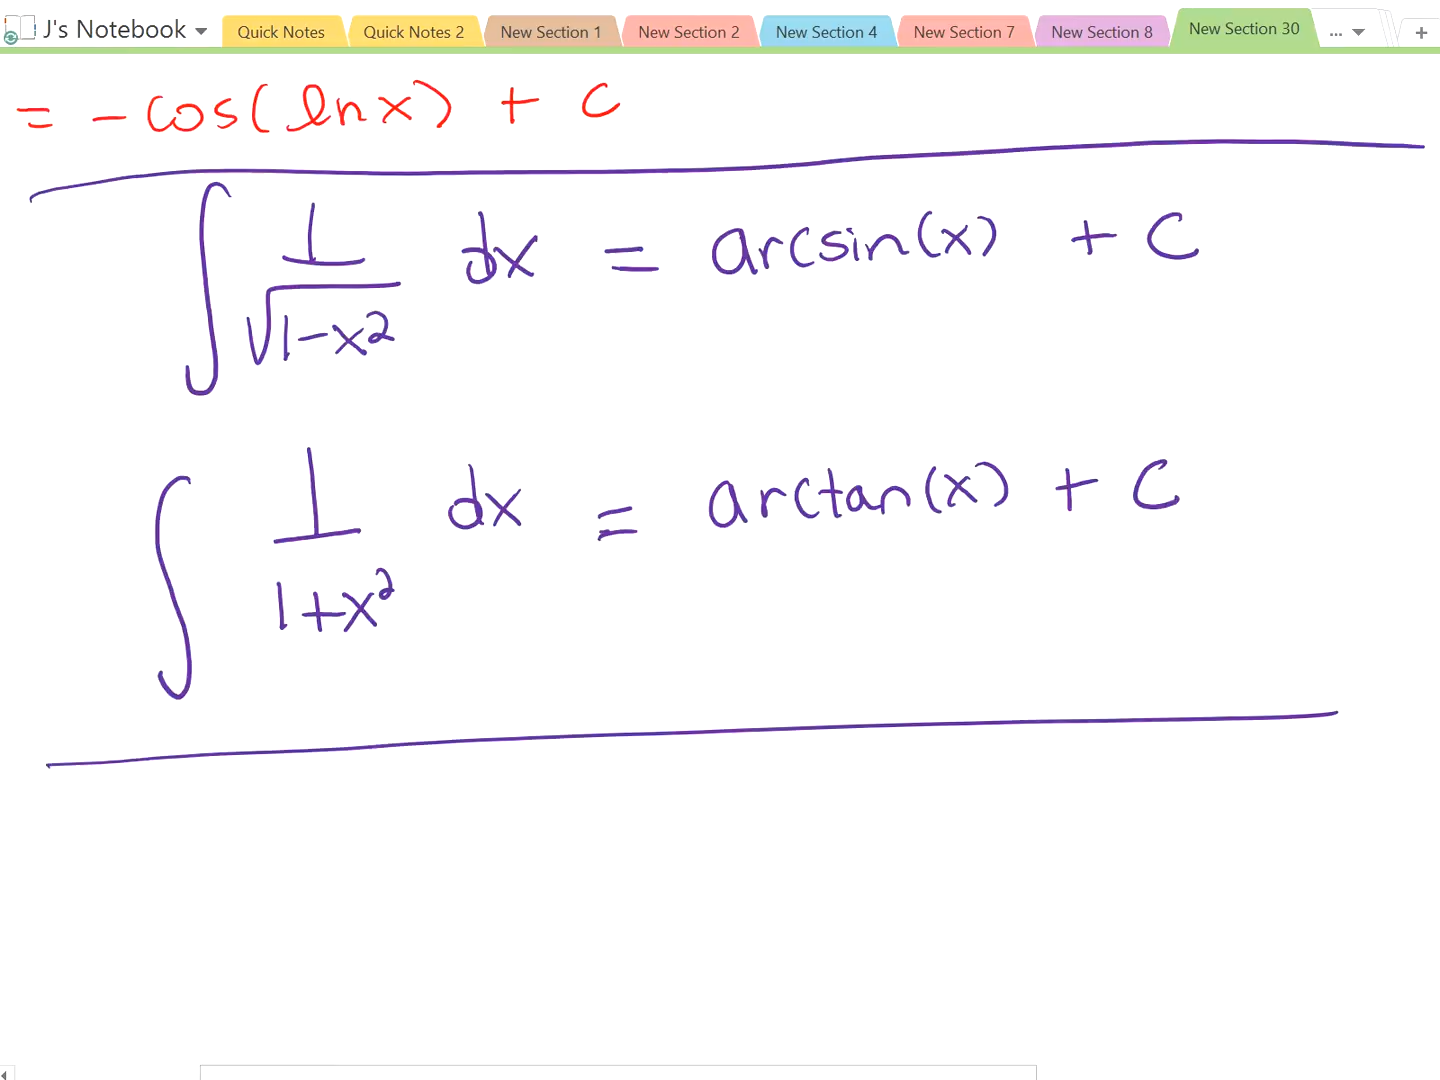 J's Notebook Quick Notes Quick Notes 2 New Section 1 New Section 2 New Section 4 New Section 7 New Section 8 New Section 30 ... +
= -cos(ln x) + C
∫ 1/√(1-x²) dx = arcsin(x) + C
∫ 1/(1+x²) dx = arctan(x) + C